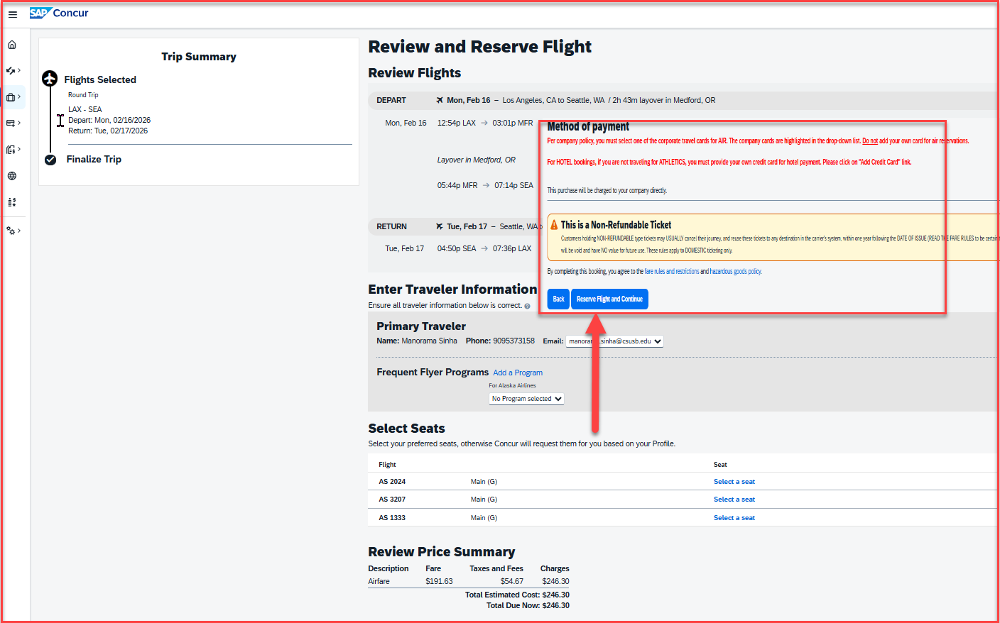 SAP Concur
Trip Summary
Flights Selected
Round Trip
LAX - SEA
Depart: Mon, 02/16/2026
Return: Tue, 02/17/2026
Finalize Trip
Review and Reserve Flight
Review Flights
DEPART Mon, Feb 16 – Los Angeles, CA to Seattle, WA / 2h 43m layover in Medford, OR
Mon, Feb 16 12:54p LAX → 03:01p MFR
Layover in Medford, OR
05:44p MFR → 07:14p SEA
RETURN Tue, Feb 17 – Seattle, WA
Tue, Feb 17 04:50p SEA → 07:36p LAX
Method of payment
Per company policy, you must select one of the corporate travel cards for AIR. The company cards are highlighted in the drop-down list. Do not add your own card for air reservations.
For HOTEL bookings, if you are not traveling for ATHLETICS, you must provide your own credit card for hotel payment. Please click on "Add Credit Card" link.
This purchase will be charged to your company directly.
This is a Non-Refundable Ticket
Customers holding NON-REFUNDABLE type tickets may USUALLY cancel their journey, and reuse these tickets to any destination in the carrier's system, within one year following the DATE OF ISSUE (READ THE FARE RULES to be certain
will be void and have NO value for future use. These rules apply to DOMESTIC ticketing only.
By completing this booking, you agree to the fare rules and restrictions and hazardous goods policy.
Back Reserve Flight and Continue
Enter Traveler Information
Ensure all traveler information below is correct.
Primary Traveler
Name: Manorama Sinha Phone: 9095373158 Email: manorama.sinha@csusb.edu
Frequent Flyer Programs Add a Program
For Alaska Airlines
No Program selected
Select Seats
Select your preferred seats, otherwise Concur will request them for you based on your Profile.
Flight Seat
AS 2024 Main (G) Select a seat
AS 3207 Main (G) Select a seat
AS 1333 Main (G) Select a seat
Review Price Summary
Description Fare Taxes and Fees Charges
Airfare $191.63 $54.67 $246.30
Total Estimated Cost: $246.30
Total Due Now: $246.30